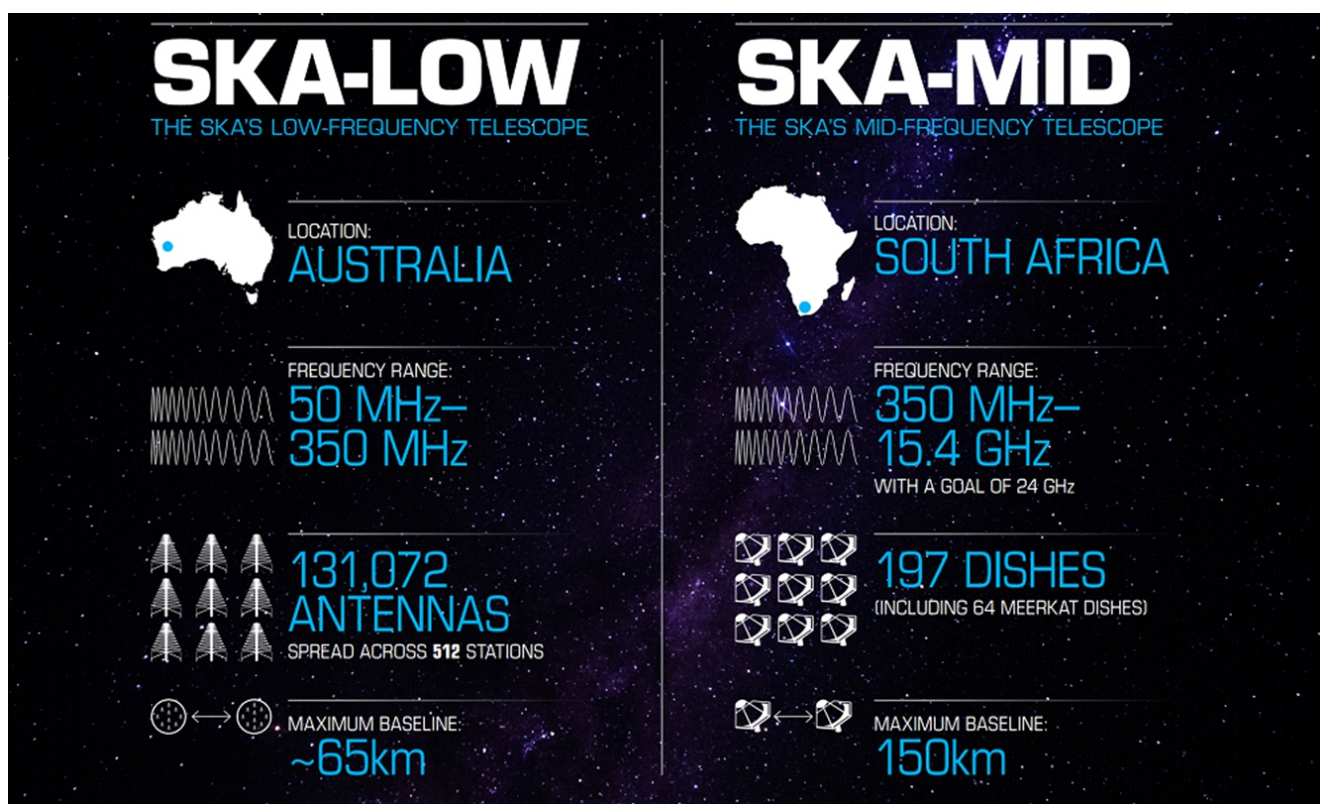 SKA-LOW
THE SKA'S LOW-FREQUENCY TELESCOPE
LOCATION:
AUSTRALIA
FREQUENCY RANGE:
50 MHz–
350 MHz
131,072
ANTENNAS
SPREAD ACROSS 512 STATIONS
MAXIMUM BASELINE:
~65km
SKA-MID
THE SKA'S MID-FREQUENCY TELESCOPE
LOCATION:
SOUTH AFRICA
FREQUENCY RANGE:
350 MHz–
15.4 GHz
WITH A GOAL OF 24 GHz
197 DISHES
(INCLUDING 64 MEERKAT DISHES)
MAXIMUM BASELINE:
150km